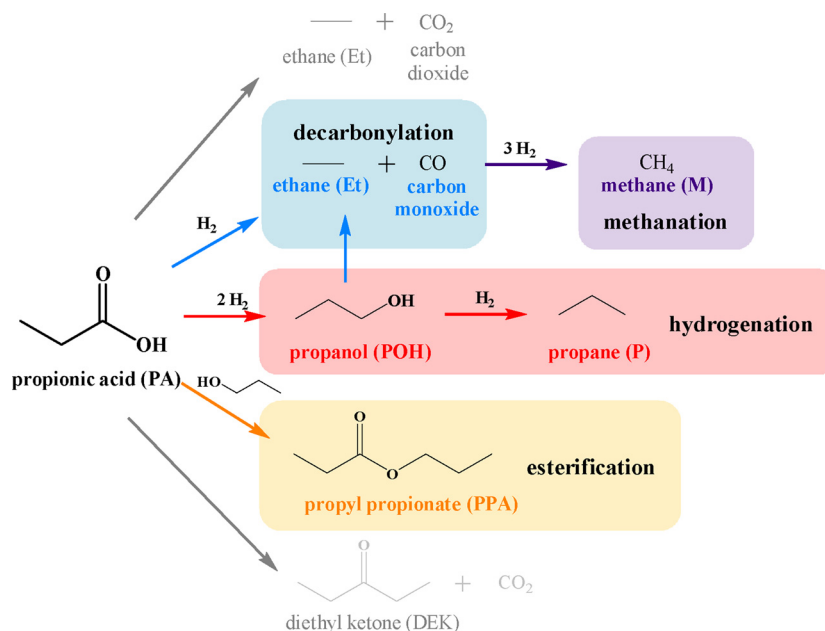 + CO2
ethane (Et) carbon
dioxide
decarbonylation
+ CO
ethane (Et) carbon
monoxide
3 H2
CH4
methane (M)
methanation
H2
O
OH
propionic acid (PA)
2 H2
OH
propanol (POH)
H2
propane (P)
hydrogenation
HO
O
O
propyl propionate (PPA)
esterification
O
+ CO2
diethyl ketone (DEK)